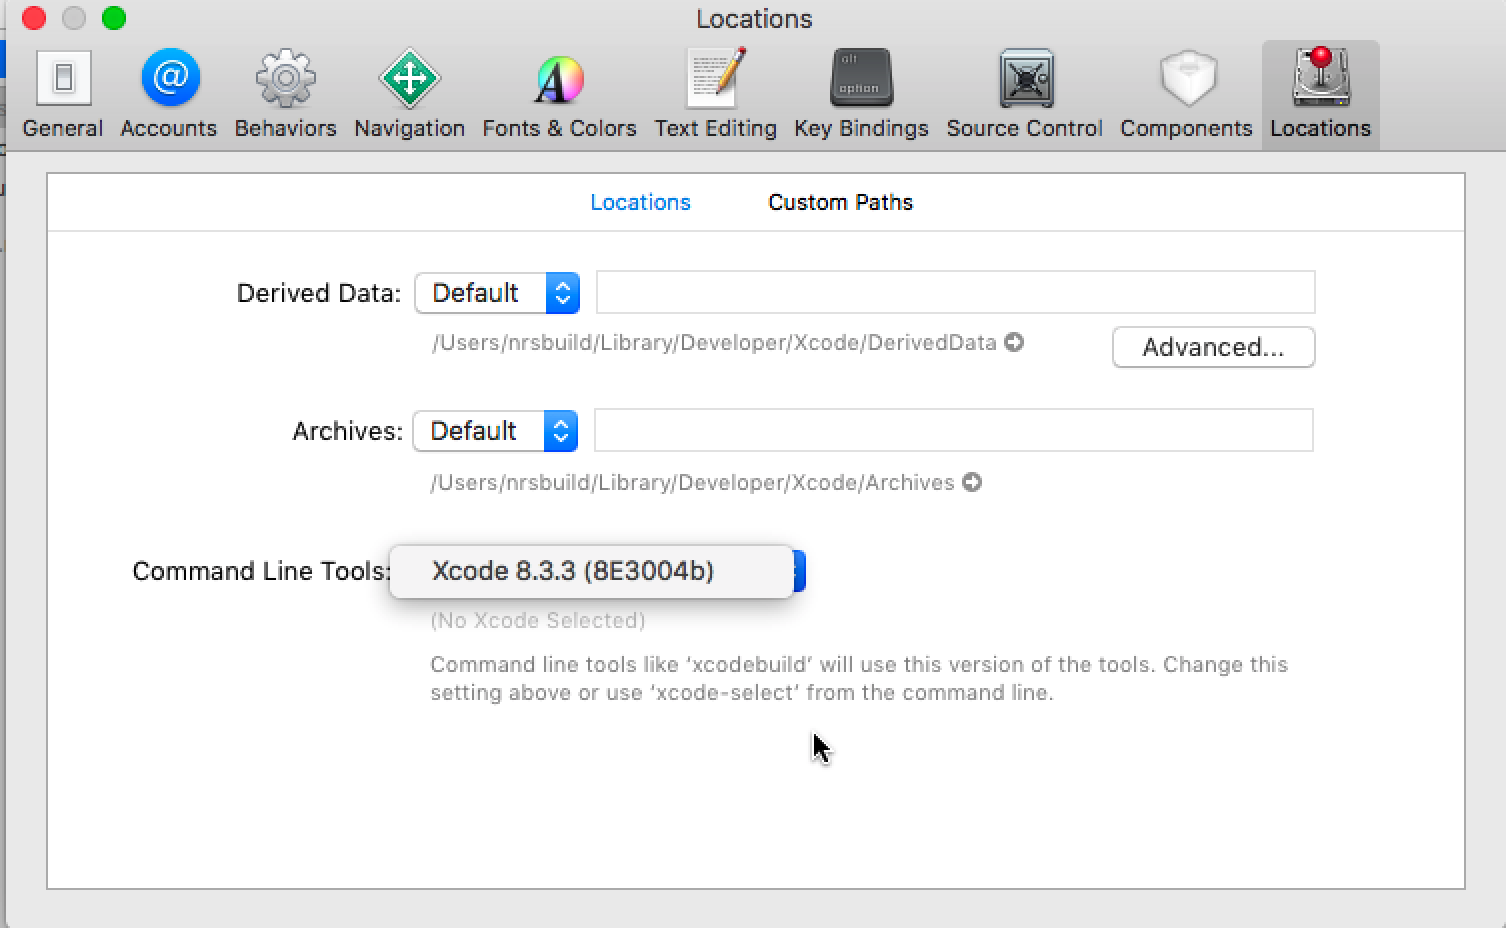 Locations
alt
option
General Accounts Behaviors Navigation Fonts & Colors Text Editing Key Bindings Source Control Components Locations
Locations Custom Paths
Derived Data: Default
/Users/nrsbuild/Library/Developer/Xcode/DerivedData
Advanced...
Archives: Default
/Users/nrsbuild/Library/Developer/Xcode/Archives
Command Line Tools: Xcode 8.3.3 (8E3004b)
(No Xcode Selected)
Command line tools like ‘xcodebuild’ will use this version of the tools. Change this
setting above or use ‘xcode-select’ from the command line.